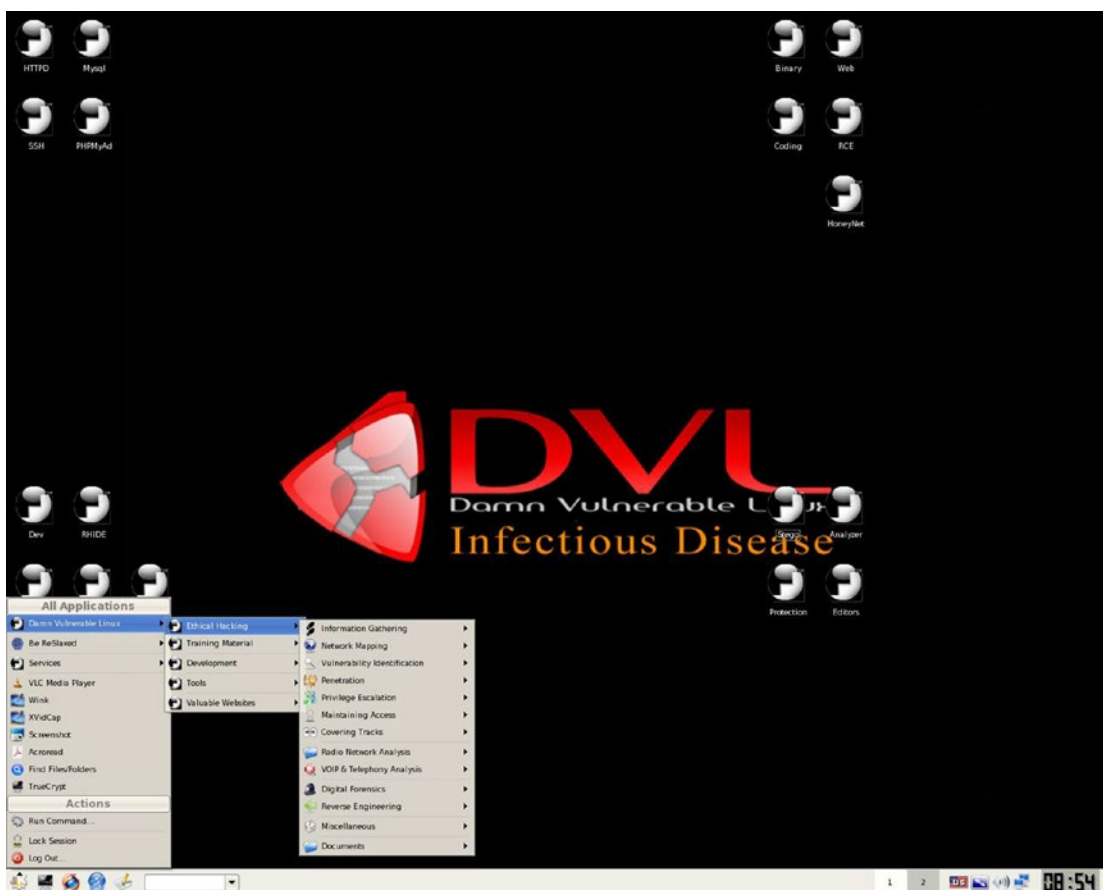 HTTPD Mysql Binary Web
SSH PHPMyAd Coding RCE
HoneyNet
DVL
Damn Vulnerable
Infectious Disease
Dev RHIDE Stego Analyzer
Protection Editors
All Applications
Damn Vulnerable Linux
Be ReSlaxed
Services
VLC Media Player
Wink
XVidCap
Screenshot
Acroread
Find Files/Folders
TrueCrypt
Actions
Run Command...
Lock Session
Log Out...
Ethical Hacking
Training Material
Development
Tools
Valuable Websites
Information Gathering
Network Mapping
Vulnerability Identification
Penetration
Privilege Escalation
Maintaining Access
Covering Tracks
Radio Network Analysis
VOIP & Telephony Analysis
Digital Forensics
Reverse Engineering
Miscellaneous
Documents
1 2 US 08:54